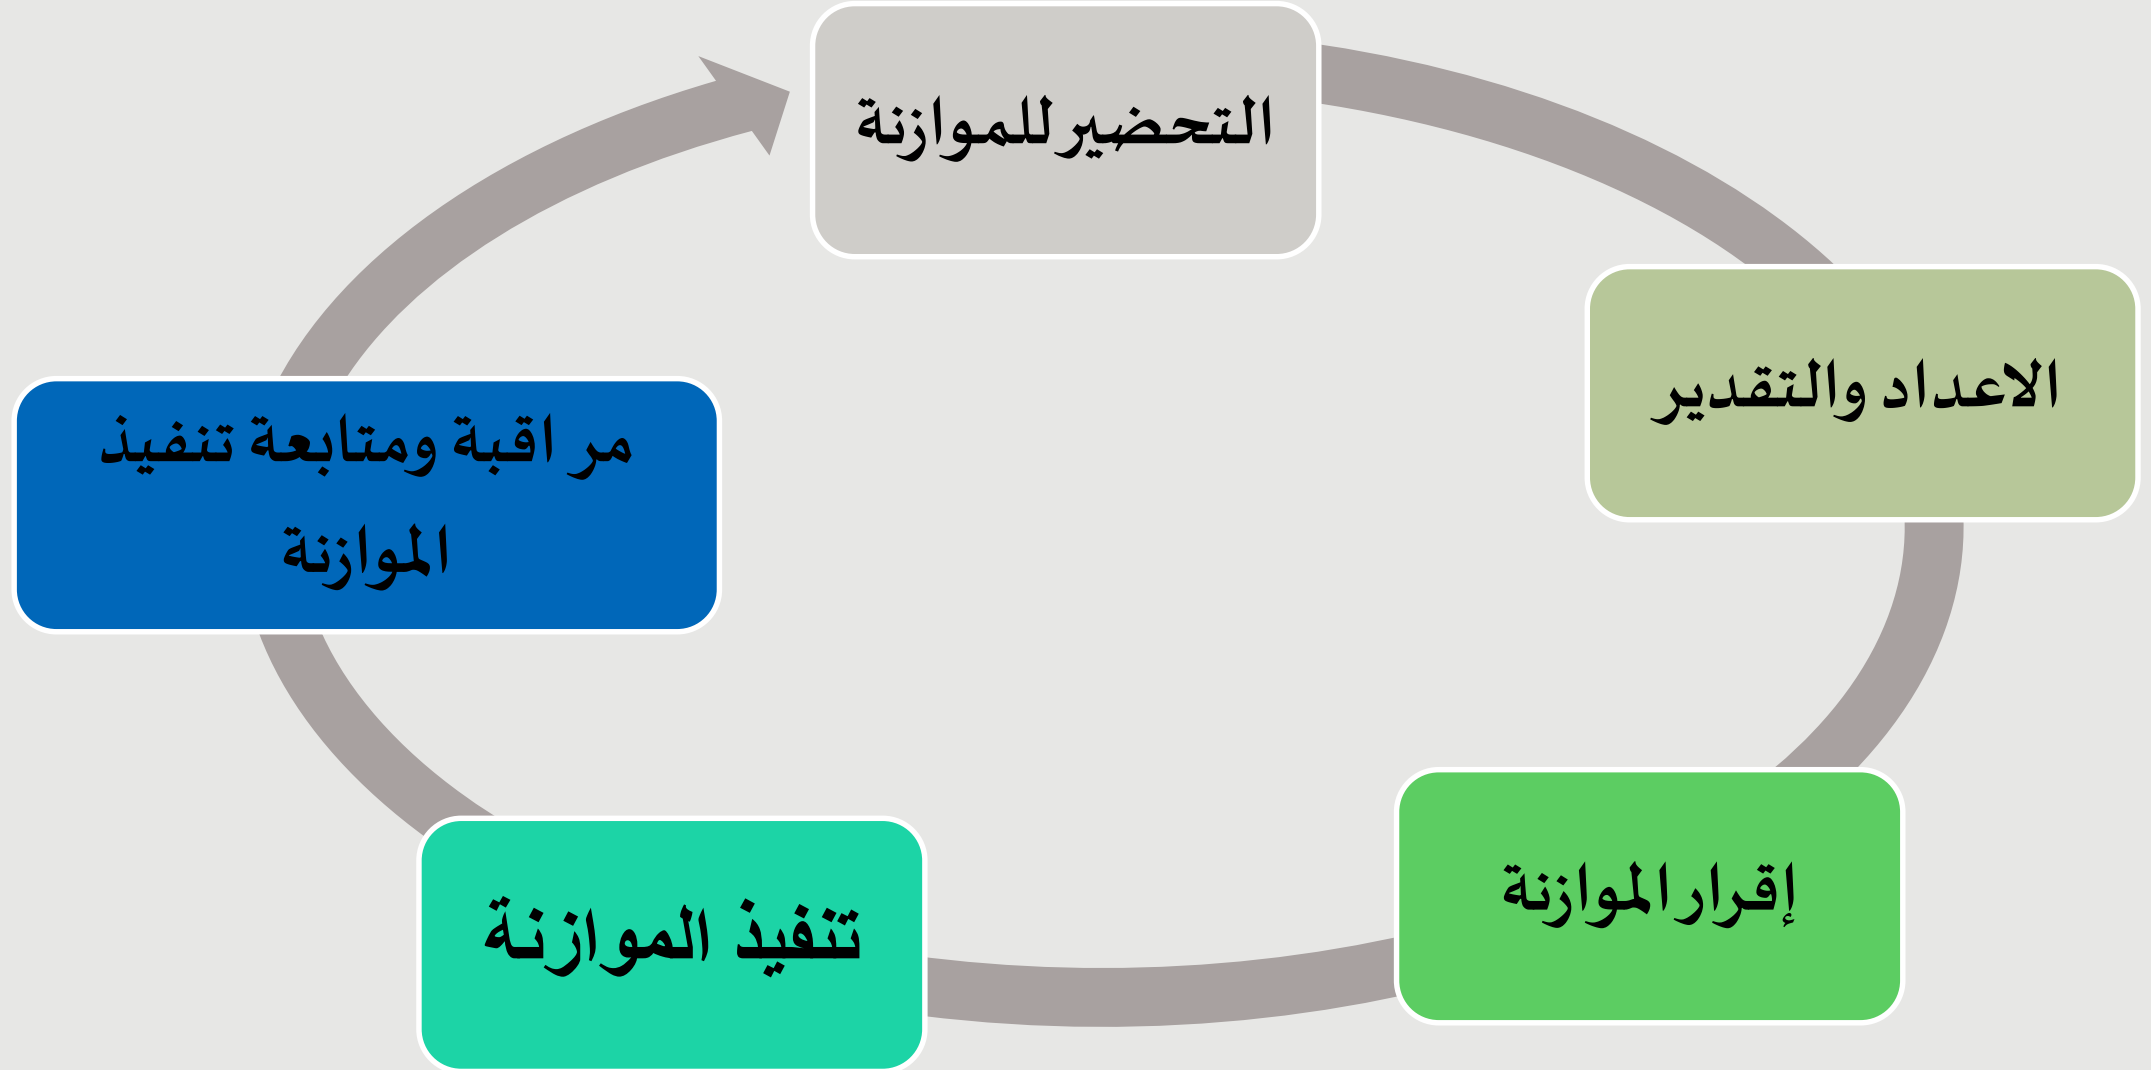 التحضير للموازنة
الاعداد والتقدير
إقرار الموازنة
تنفيذ الموازنة
مراقبة ومتابعة تنفيذ
الموازنة